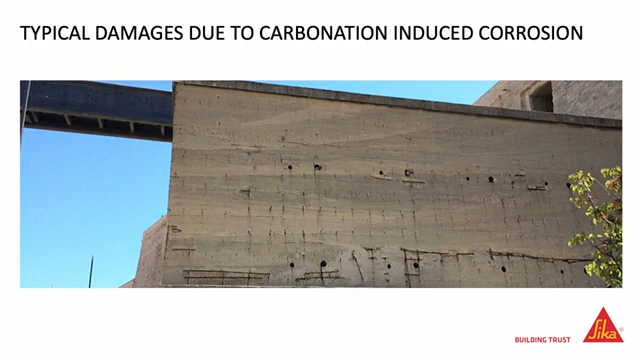 TYPICAL DAMAGES DUE TO CARBONATION INDUCED CORROSION
BUILDING TRUST
Sika®